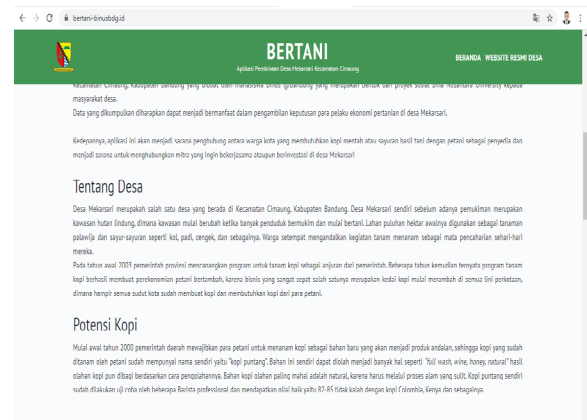 bertani-binusbdg.id
BERTANI
Aplikasi Pembinaan Desa Mekarsari Kecamatan Cimaung
BERANDA WEBSITE RESMI DESA
Kecamatan Cimaung, Kabupaten Bandung yang dibuat oleh mahasiswa Binus @Bandung yang merupakan bentuk dari proyek sosial Bina Nusantara University kepada
masyarakat desa.
Data yang dikumpulkan diharapkan dapat menjadi bermanfaat dalam pengambilan keputusan para pelaku ekonomi pertanian di desa Mekarsari.
Kedepannya, aplikasi ini akan menjadi sarana penghubung antara warga kota yang membutuhkan kopi mentah atau sayuran hasil tani dengan petani sebagai penyedia dan
menjadi sarana untuk menghubungkan mitra yang ingin bekerjasama ataupun berinvestasi di desa Mekarsari
Tentang Desa
Desa Mekarsari merupakah salah satu desa yang berada di Kecamatan Cimaung, Kabupaten Bandung. Desa Mekarsari sendiri sebelum adanya pemukiman merupakan
kawasan hutan lindung, dimana kawasan mulai berubah ketika banyak penduduk bermukim dan mulai bertani. Lahan puluhan hektar awalnya digunakan sebagai tanaman
palawija dan sayur-sayuran seperti kol, padi, cengek, dan sebagainya. Warga setempat mengandalkan kegiatan tanam menanam sebagai mata pencaharian sehari-hari
mereka.
Pada tahun awal 2003 pemerintah provinsi mencanangkan program untuk tanam kopi sebagai anjuran dari pemerintah. Beberapa tahun kemudian ternyata program tanam
kopi berhasil membuat perekonomian petani bertambah, karena bisnis yang sangat cepat salah satunya merupakan kedai kopi mulai merambah di semua lini perkotaan,
dimana hampir semua sudut kota sudah membuat kopi dan membutuhkan kopi dari para petani.
Potensi Kopi
Mulai awal tahun 2000 pemerintah daerah mewajibkan para petani untuk menanam kopi sebagai bahan baru yang akan menjadi produk andalan, sehingga kopi yang sudah
ditanam oleh petani sudah mempunyai nama sendiri yaitu "kopi puntang". Bahan ini sendiri dapat diolah menjadi banyak hal seperti "full wash, wine, honey, natural" hasil
olahan kopi pun dibagi berdasarkan cara pengolahannya. Bahan kopi olahan paling mahal adalah natural, karena harus melalui proses alam yang sulit. Kopi puntang sendiri
sudah dilakukan uji coba oleh beberapa Barista professional dan mendapatkan nilai baik yaitu 82-85 tidak kalah dengan kopi Colombia, Kenya dan sebagainya.